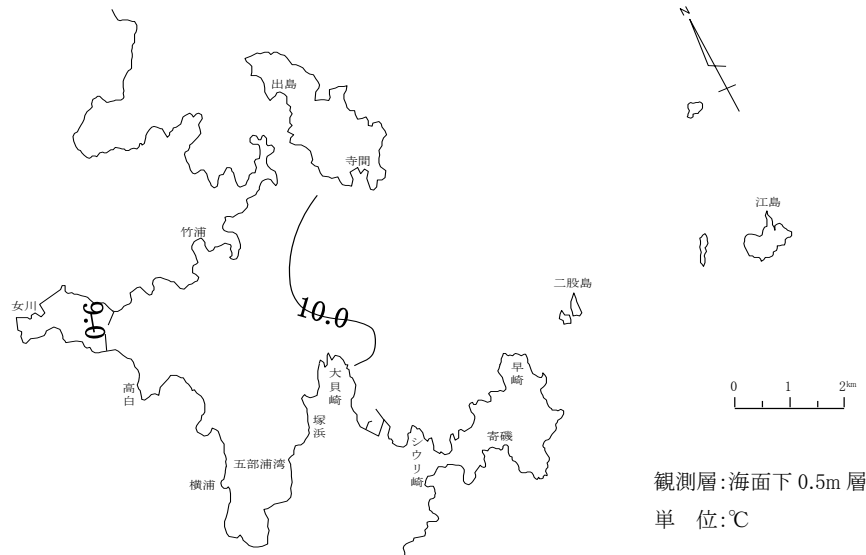 N
出島
寺間
竹浦
江島
二股島
女川
9.0
10.0
高白
大貝崎
早崎
塚浜
寄磯
シウリ崎
五部浦湾
横浦
0 1 2km
観測層:海面下 0.5m 層
単 位:℃